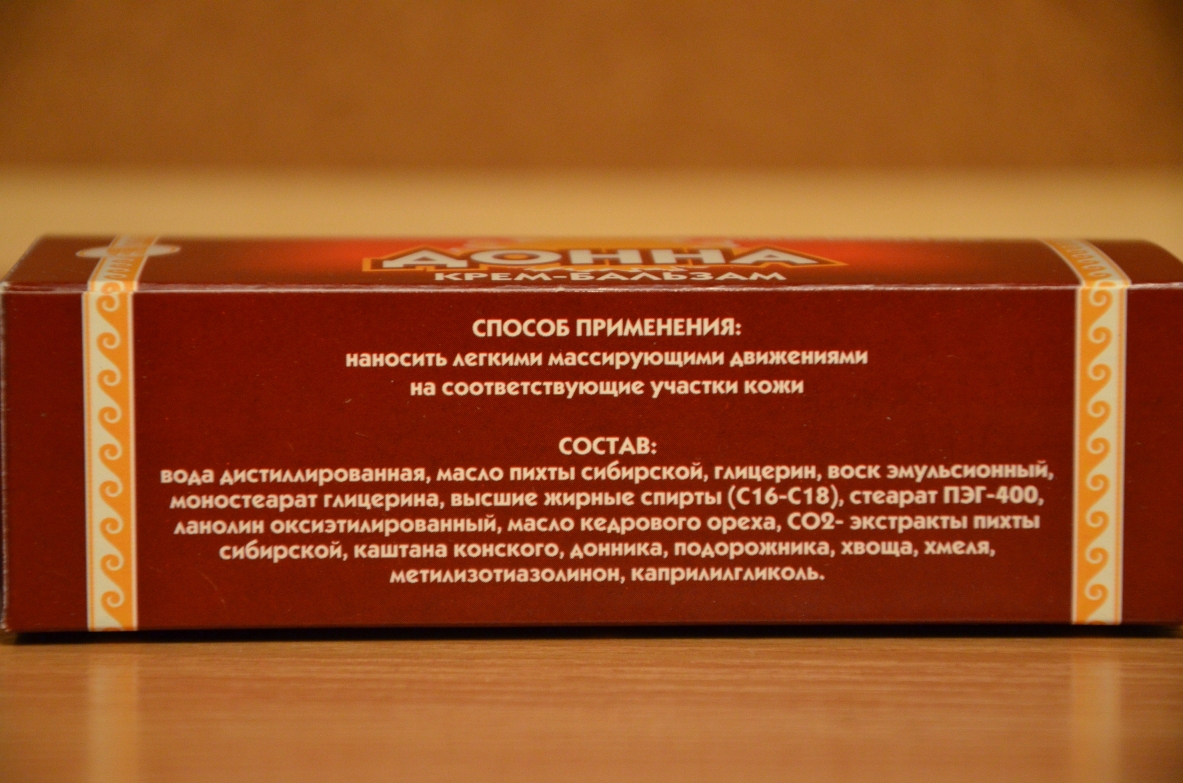 ДОННА
КРЕМ-БАЛЬЗАМ
СПОСОБ ПРИМЕНЕНИЯ:
наносить легкими массирующими движениями
на соответствующие участки кожи
СОСТАВ:
вода дистиллированная, масло пихты сибирской, глицерин, воск эмульсионный,
моностеарат глицерина, высшие жирные спирты (С16-С18), стеарат ПЭГ-400,
ланолин оксиэтилированный, масло кедрового ореха, СО2- экстракты пихты
сибирской, каштана конского, донника, подорожника, хвоща, хмеля,
метилизотиазолинон, каприлилгликоль.